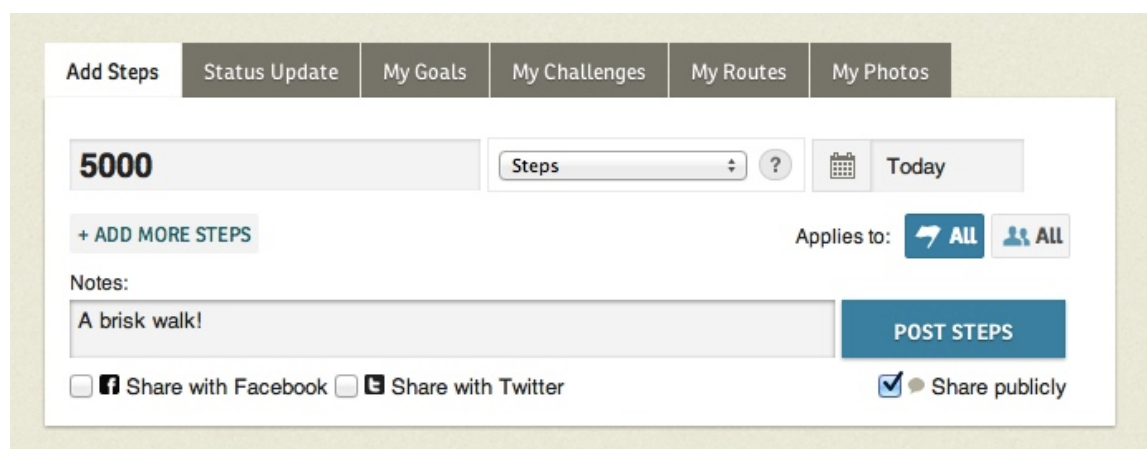 Add Steps Status Update My Goals My Challenges My Routes My Photos
5000 Steps ? Today
+ ADD MORE STEPS Applies to: All All
Notes:
A brisk walk! POST STEPS
Share with Facebook Share with Twitter Share publicly